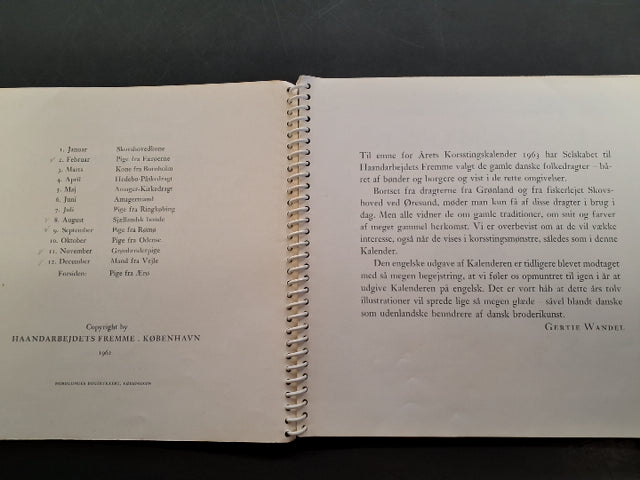 1. Januar Skovshovedkone
2. Februar Pige fra Færøerne
3. Marts Kone fra Bornholm
4. April Hedebo-Påskedragt
5. Maj Amager-Kirkedragt
6. Juni Amagermand
7. Juli Pige fra Ringkøbing
8. August Sjællandsk bonde
9. September Pige fra Rømø
10. Oktober Pige fra Odense
11. November Grønlænderpige
12. December Mand fra Vejle
Forsiden: Pige fra Ærø
Copyright by
HAANDARBEJDETS FREMME . KØBENHAVN
1962
Til emne for Årets Korsstingskalender 1963 har Selskabet til
Haandarbejdets Fremme valgt de gamle danske folkedragter – bå-
ret af bønder og borgere og vist i de rette omgivelser.
Bortset fra dragterne fra Grønland og fra fiskerlejet Skovs-
hoved ved Øresund, møder man kun få af disse dragter i brug i
dag. Men alle vidner de om gamle traditioner, om snit og farver
af meget gammel herkomst. Vi er overbevist om at de vil vække
interesse, også når de vises i korsstingsmønstre, således som i denne
Kalender.
Den engelske udgave af Kalenderen er tidligere blevet modtaget
med så megen begejstring, at vi føler os opmuntret til igen i år at
udgive Kalenderen på engelsk. Det er vort håb at dette års tolv
illustrationer vil sprede lige så megen glæde – såvel blandt danske
som udenlandske beundrere af dansk broderikunst.
GERTIE WANDEL